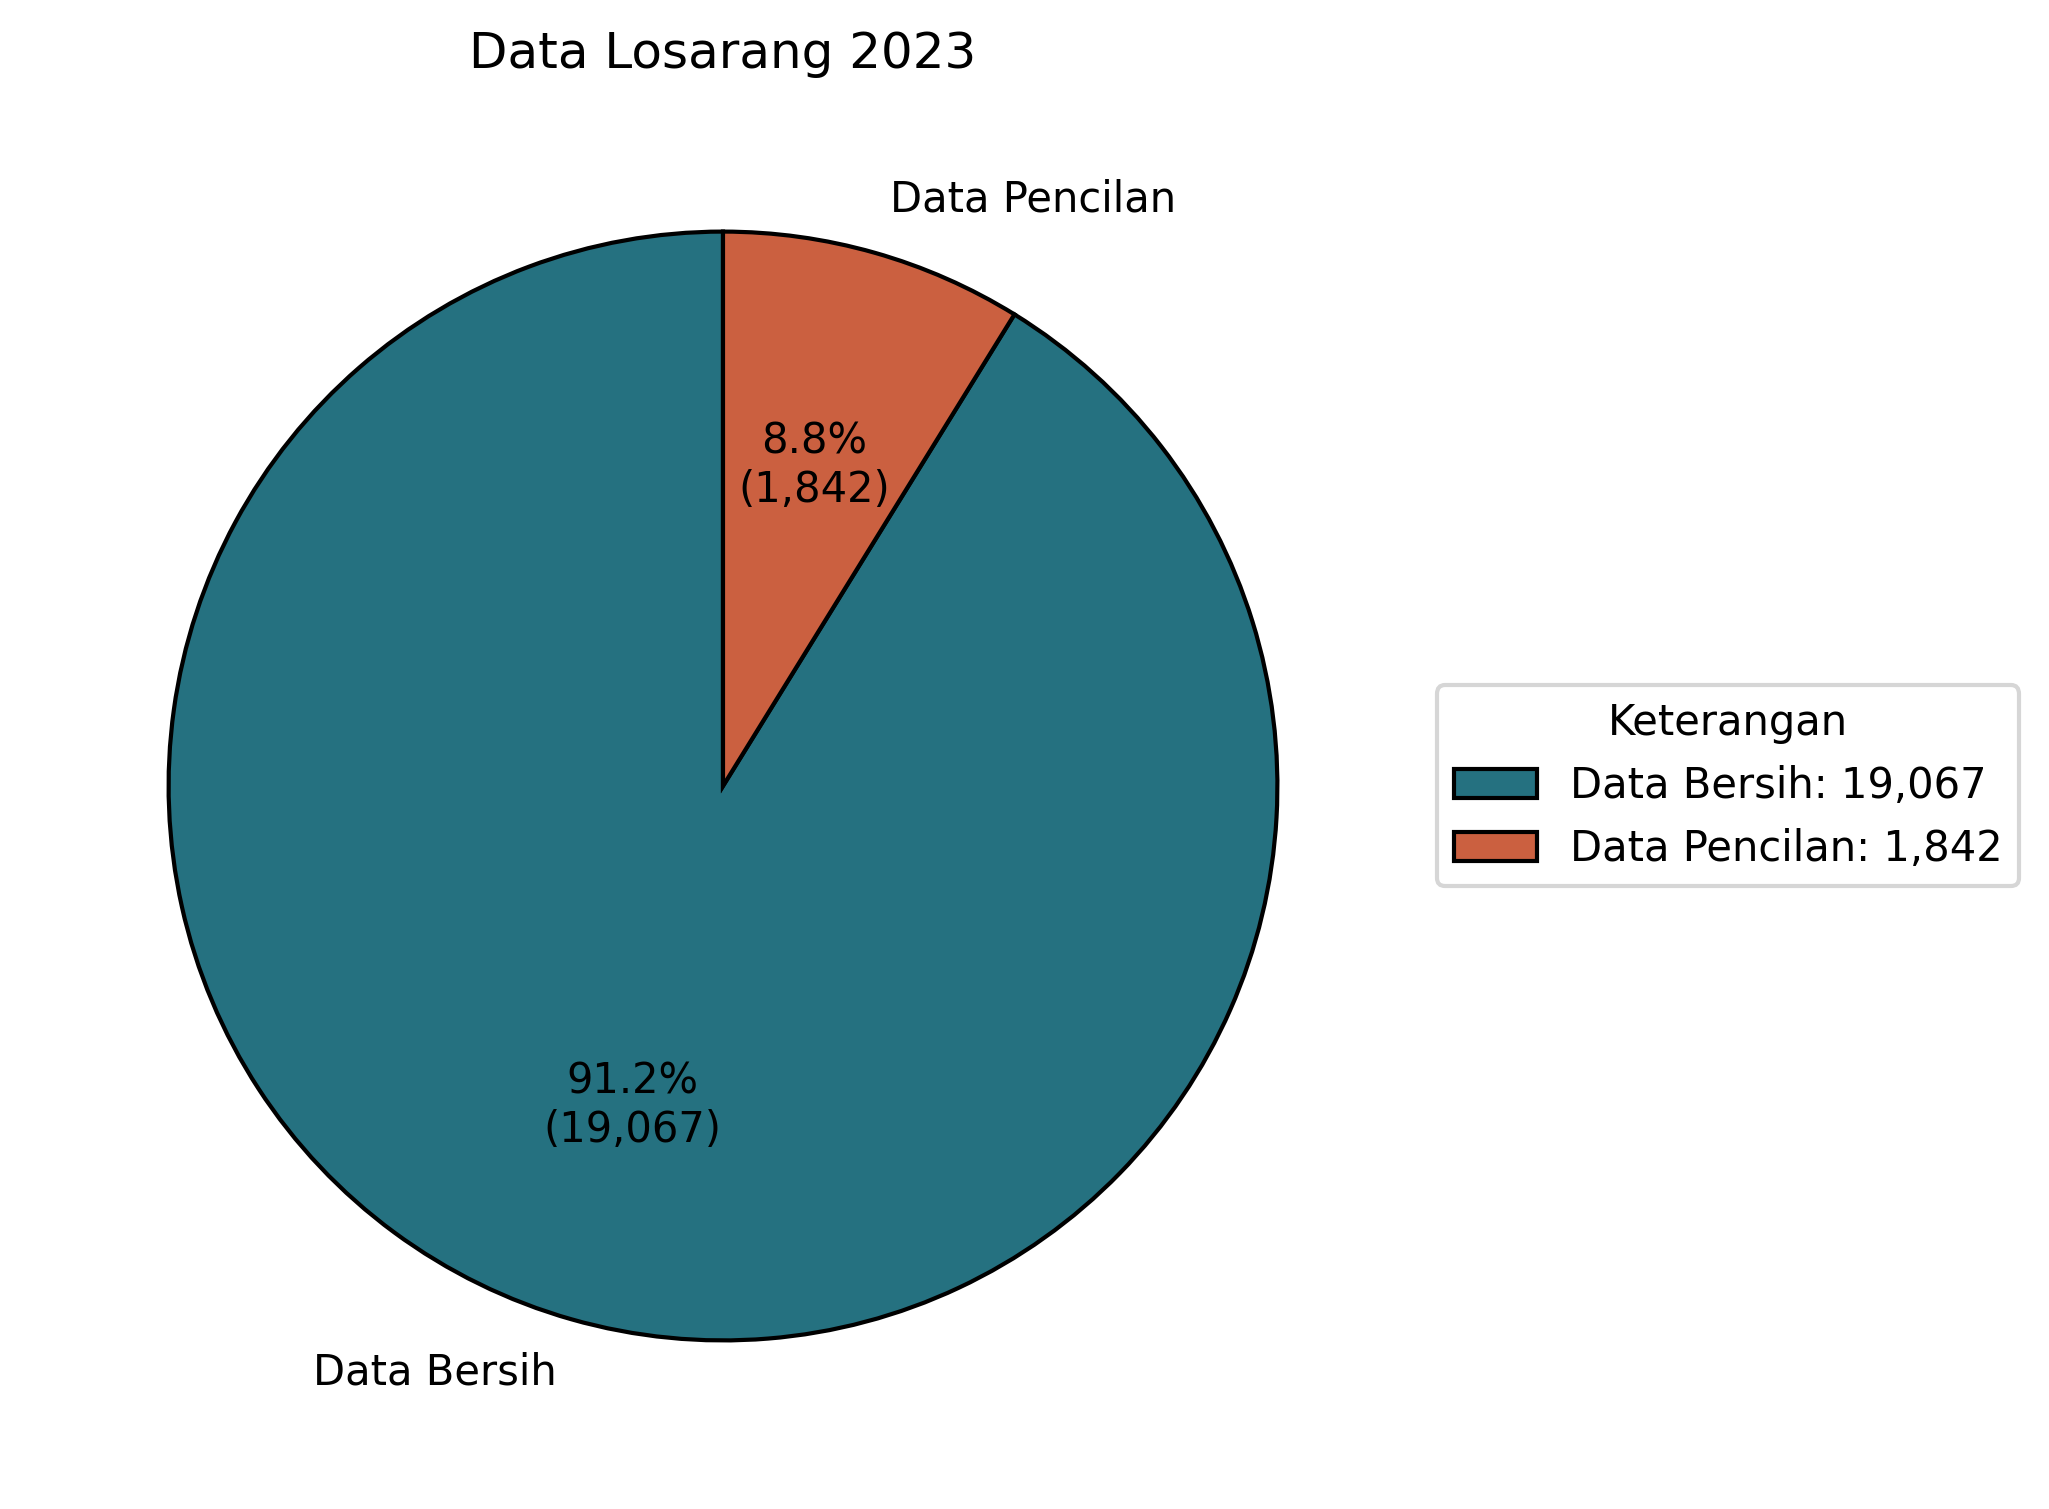 Data Losarang 2023
Data Pencilan
8.8%
(1,842)
Keterangan
Data Bersih: 19,067
Data Pencilan: 1,842
91.2%
(19,067)
Data Bersih